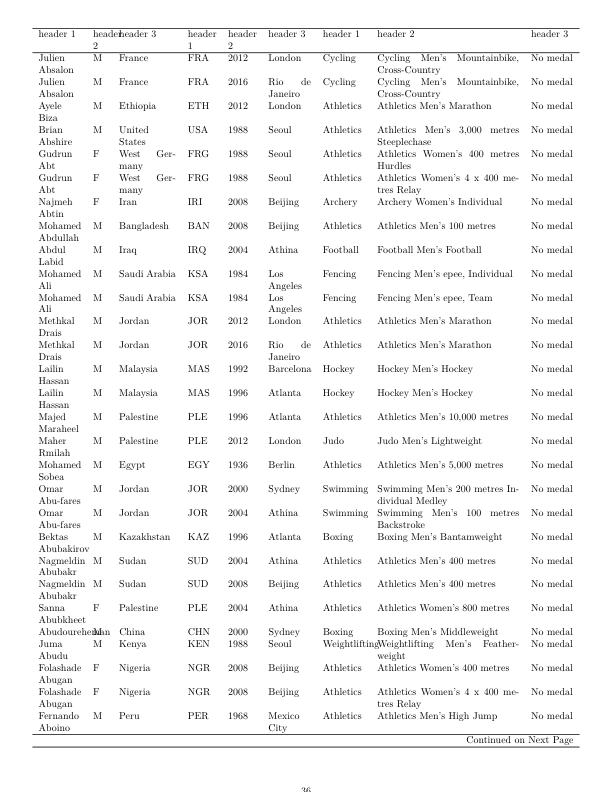 header 1 header header 3 header header header 3 header 1 header 2 header 3
2 1 2
Julien M France FRA 2012 London Cycling Cycling Men's Mountainbike, No medal
Absalon Cross-Country
Julien M France FRA 2016 Rio de Cycling Cycling Men's Mountainbike, No medal
Absalon Janeiro Cross-Country
Ayele M Ethiopia ETH 2012 London Athletics Athletics Men's Marathon No medal
Biza
Brian M United USA 1988 Seoul Athletics Athletics Men's 3,000 metres No medal
Abshire States Steeplechase
Gudrun F West Ger- FRG 1988 Seoul Athletics Athletics Women's 400 metres No medal
Abt many Hurdles
Gudrun F West Ger- FRG 1988 Seoul Athletics Athletics Women's 4 x 400 me- No medal
Abt many tres Relay
Najmeh F Iran IRI 2008 Beijing Archery Archery Women's Individual No medal
Abtin
Mohamed M Bangladesh BAN 2008 Beijing Athletics Athletics Men's 100 metres No medal
Abdullah
Abdul M Iraq IRQ 2004 Athina Football Football Men's Football No medal
Labid
Mohamed M Saudi Arabia KSA 1984 Los Fencing Fencing Men's epee, Individual No medal
Ali Angeles
Mohamed M Saudi Arabia KSA 1984 Los Fencing Fencing Men's epee, Team No medal
Ali Angeles
Methkal M Jordan JOR 2012 London Athletics Athletics Men's Marathon No medal
Drais
Methkal M Jordan JOR 2016 Rio de Athletics Athletics Men's Marathon No medal
Drais Janeiro
Lailin M Malaysia MAS 1992 Barcelona Hockey Hockey Men's Hockey No medal
Hassan
Lailin M Malaysia MAS 1996 Atlanta Hockey Hockey Men's Hockey No medal
Hassan
Majed M Palestine PLE 1996 Atlanta Athletics Athletics Men's 10,000 metres No medal
Maraheel
Maher M Palestine PLE 2012 London Judo Judo Men's Lightweight No medal
Rmilah
Mohamed M Egypt EGY 1936 Berlin Athletics Athletics Men's 5,000 metres No medal
Sobea
Omar M Jordan JOR 2000 Sydney Swimming Swimming Men's 200 metres In- No medal
Abu-fares dividual Medley
Omar M Jordan JOR 2004 Athina Swimming Swimming Men's 100 metres No medal
Abu-fares Backstroke
Bektas M Kazakhstan KAZ 1996 Atlanta Boxing Boxing Men's Bantamweight No medal
Abubakirov
Nagmeldin M Sudan SUD 2004 Athina Athletics Athletics Men's 400 metres No medal
Abubakr
Nagmeldin M Sudan SUD 2008 Beijing Athletics Athletics Men's 400 metres No medal
Abubakr
Sanna F Palestine PLE 2004 Athina Athletics Athletics Women's 800 metres No medal
Abubkheet
Abudoureheman M China CHN 2000 Sydney Boxing Boxing Men's Middleweight No medal
Juma M Kenya KEN 1988 Seoul Weightlifting Weightlifting Men's Feather- No medal
Abudu weight
Folashade F Nigeria NGR 2008 Beijing Athletics Athletics Women's 400 metres No medal
Abugan
Folashade F Nigeria NGR 2008 Beijing Athletics Athletics Women's 4 x 400 me- No medal
Abugan tres Relay
Fernando M Peru PER 1968 Mexico Athletics Athletics Men's High Jump No medal
Aboino City
Continued on Next Page
36